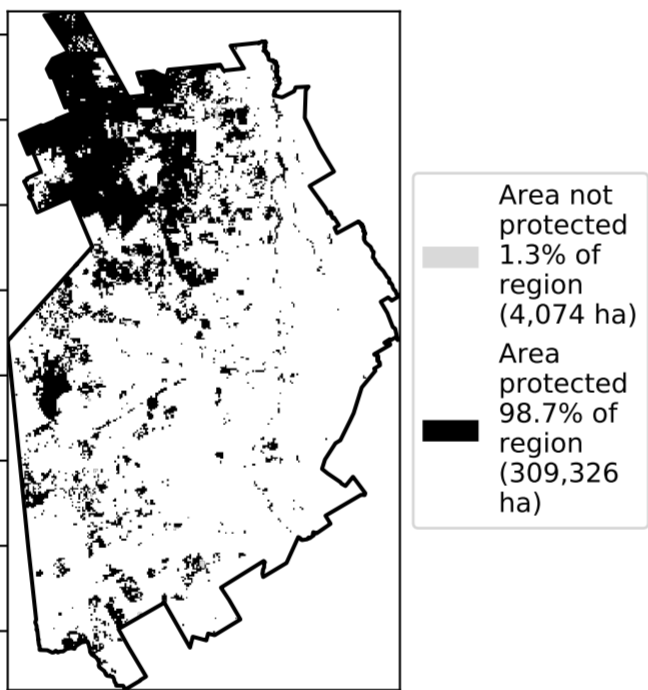 Area not
protected
1.3% of
region
(4,074 ha)
Area
protected
98.7% of
region
(309,326
ha)